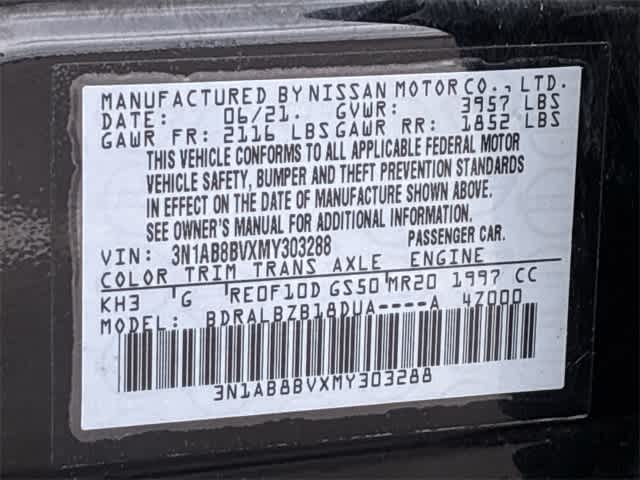 MANUFACTURED BY NISSAN MOTOR CO., LTD.
DATE: 06/21. GVWR: 3957 LBS
GAWR FR: 2116 LBS GAWR RR: 1852 LBS
THIS VEHICLE CONFORMS TO ALL APPLICABLE FEDERAL MOTOR
VEHICLE SAFETY, BUMPER AND THEFT PREVENTION STANDARDS
IN EFFECT ON THE DATE OF MANUFACTURE SHOWN ABOVE.
SEE OWNER'S MANUAL FOR ADDITIONAL INFORMATION.
VIN: 3N1AB8BVXMY303288 PASSENGER CAR.
COLOR TRIM TRANS AXLE ENGINE
KH3 G RE0F10D GS50 MR20 1997 CC
MODEL: BDRALBZB18DUA----A 4Z000
3N1AB8BVXMY303288